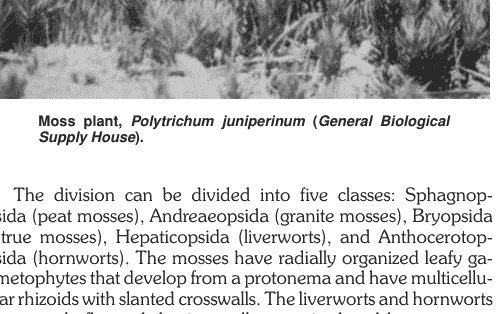 Moss plant, Polytrichum juniperinum (General Biological
Supply House).
The division can be divided into five classes: Sphagnop-
sida (peat mosses), Andreaeopsida (granite mosses), Bryopsida
true mosses), Hepaticopsida (liverworts), and Anthocerotop-
sida (hornworts). The mosses have radially organized leafy ga-
metophytes that develop from a protonema and have multicellu-
ar rhizoids with slanted crosswalls. The liverworts and hornworts